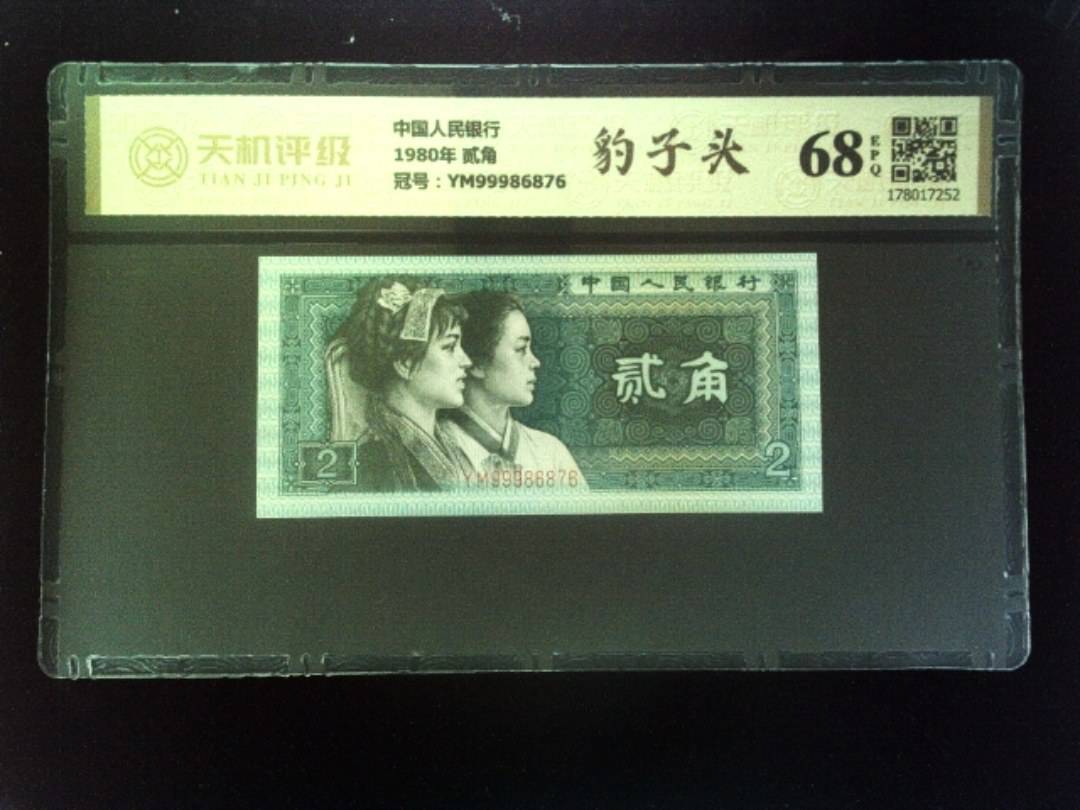 天机评级
TIAN JI PING JI
中国人民银行
1980年 贰角
冠号：YM99986876
豹子头
68
EPQ
178017252
中国人民银行
贰角
2
2
YM99986876